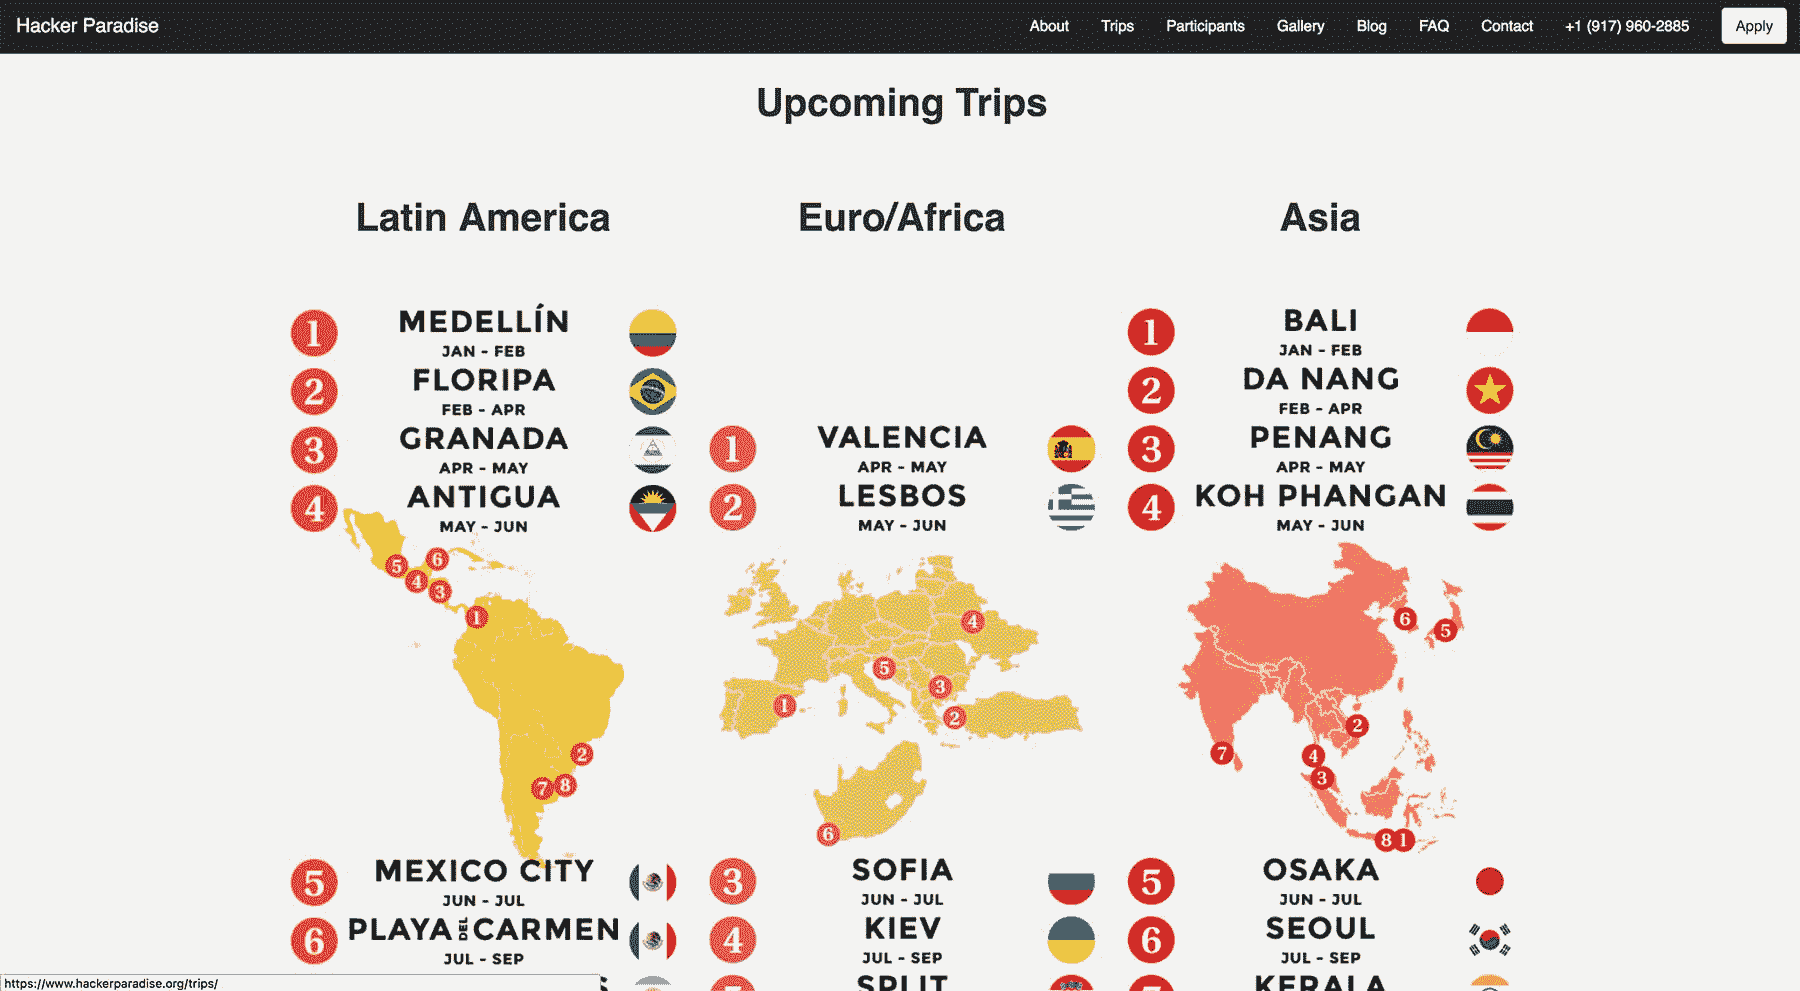 Hacker Paradise
About Trips Participants Gallery Blog FAQ Contact +1 (917) 960-2885 Apply
Upcoming Trips
Latin America
1 MEDELLÍN
JAN - FEB
2 FLORIPA
FEB - APR
3 GRANADA
APR - MAY
4 ANTIGUA
MAY - JUN
6
5
4
3
1
2
7 8
5 MEXICO CITY
JUN - JUL
6 PLAYA DEL CARMEN
JUL - SEP
Euro/Africa
1 VALENCIA
APR - MAY
2 LESBOS
MAY - JUN
4
5
3
1
2
6
3 SOFIA
JUN - JUL
4 KIEV
JUL - SEP
SPLIT
Asia
1 BALI
JAN - FEB
2 DA NANG
FEB - APR
3 PENANG
APR - MAY
4 KOH PHANGAN
MAY - JUN
6
5
2
7
4
3
8 1
5 OSAKA
JUN - JUL
6 SEOUL
JUL - SEP
KERALA
https://www.hackerparadise.org/trips/